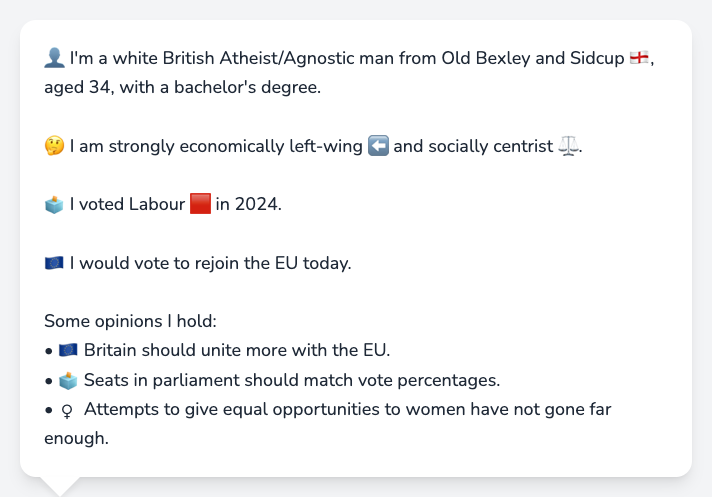 👤 I'm a white British Atheist/Agnostic man from Old Bexley and Sidcup 🏴󠁧󠁢󠁥󠁮󠁧󠁿,
aged 34, with a bachelor's degree.
🤔 I am strongly economically left-wing ⬅️ and socially centrist ⚖️.
🗳️ I voted Labour 🟥 in 2024.
🇪🇺 I would vote to rejoin the EU today.
Some opinions I hold:
• 🇪🇺 Britain should unite more with the EU.
• 🗳️ Seats in parliament should match vote percentages.
• ♀ Attempts to give equal opportunities to women have not gone far
enough.